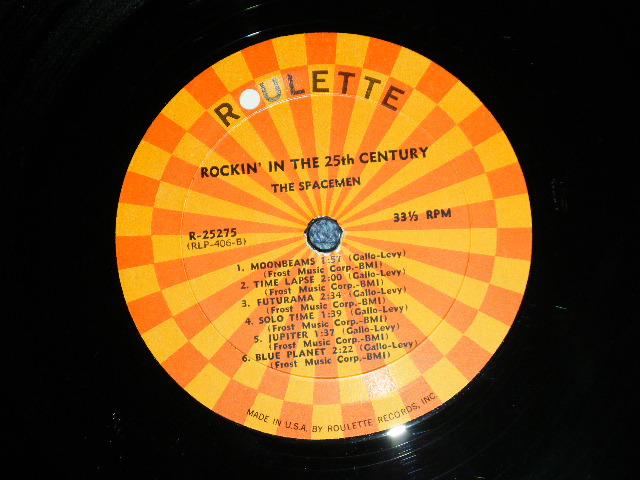 ROULETTE
ROCKIN' IN THE 25th CENTURY
THE SPACEMEN
R-25275
(RLP-406-B)
33⅓ RPM
1. MOONBEAMS 1:57 (Gallo-Levy)
(Frost Music Corp.-BMI)
2. TIME LAPSE 2:00 (Gallo-Levy)
(Frost Music Corp.-BMI)
3. FUTURAMA 2:34 (Gallo-Levy)
(Frost Music Corp.-BMI)
4. SOLO TIME 1:39 (Gallo-Levy)
(Frost Music Corp.-BMI)
5. JUPITER 1:37 (Gallo-Levy)
(Frost Music Corp.-BMI)
6. BLUE PLANET 2:22 (Gallo-Levy)
(Frost Music Corp.-BMI)
MADE IN U.S.A. BY ROULETTE RECORDS, INC.